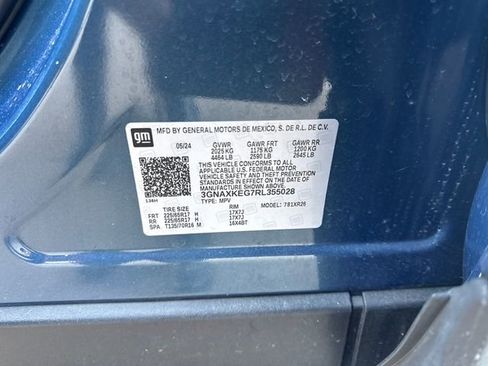 gm
MFD BY GENERAL MOTORS DE MEXICO, S. DE R.L. DE C.V.
05/24 GVWR GAWR FRT GAWR RR
2025 KG 1175 KG 1200 KG
4464 LB 2590 LB 2645 LB
THIS VEHICLE CONFORMS TO ALL
APPLICABLE U.S. FEDERAL MOTOR
VEHICLE SAFETY AND THEFT PREVENTION
STANDARDS IN EFFECT ON THE DATE OF
MANUFACTURE SHOWN ABOVE.
3GNAXKEG7RL355028
TYPE: MPV
TIRE SIZE RIM MODEL: 781XR26
FRT 225/65R17 H 17X7J
RR 225/65R17 H 17X7J
SPA T135/70R16 M 16X4BT